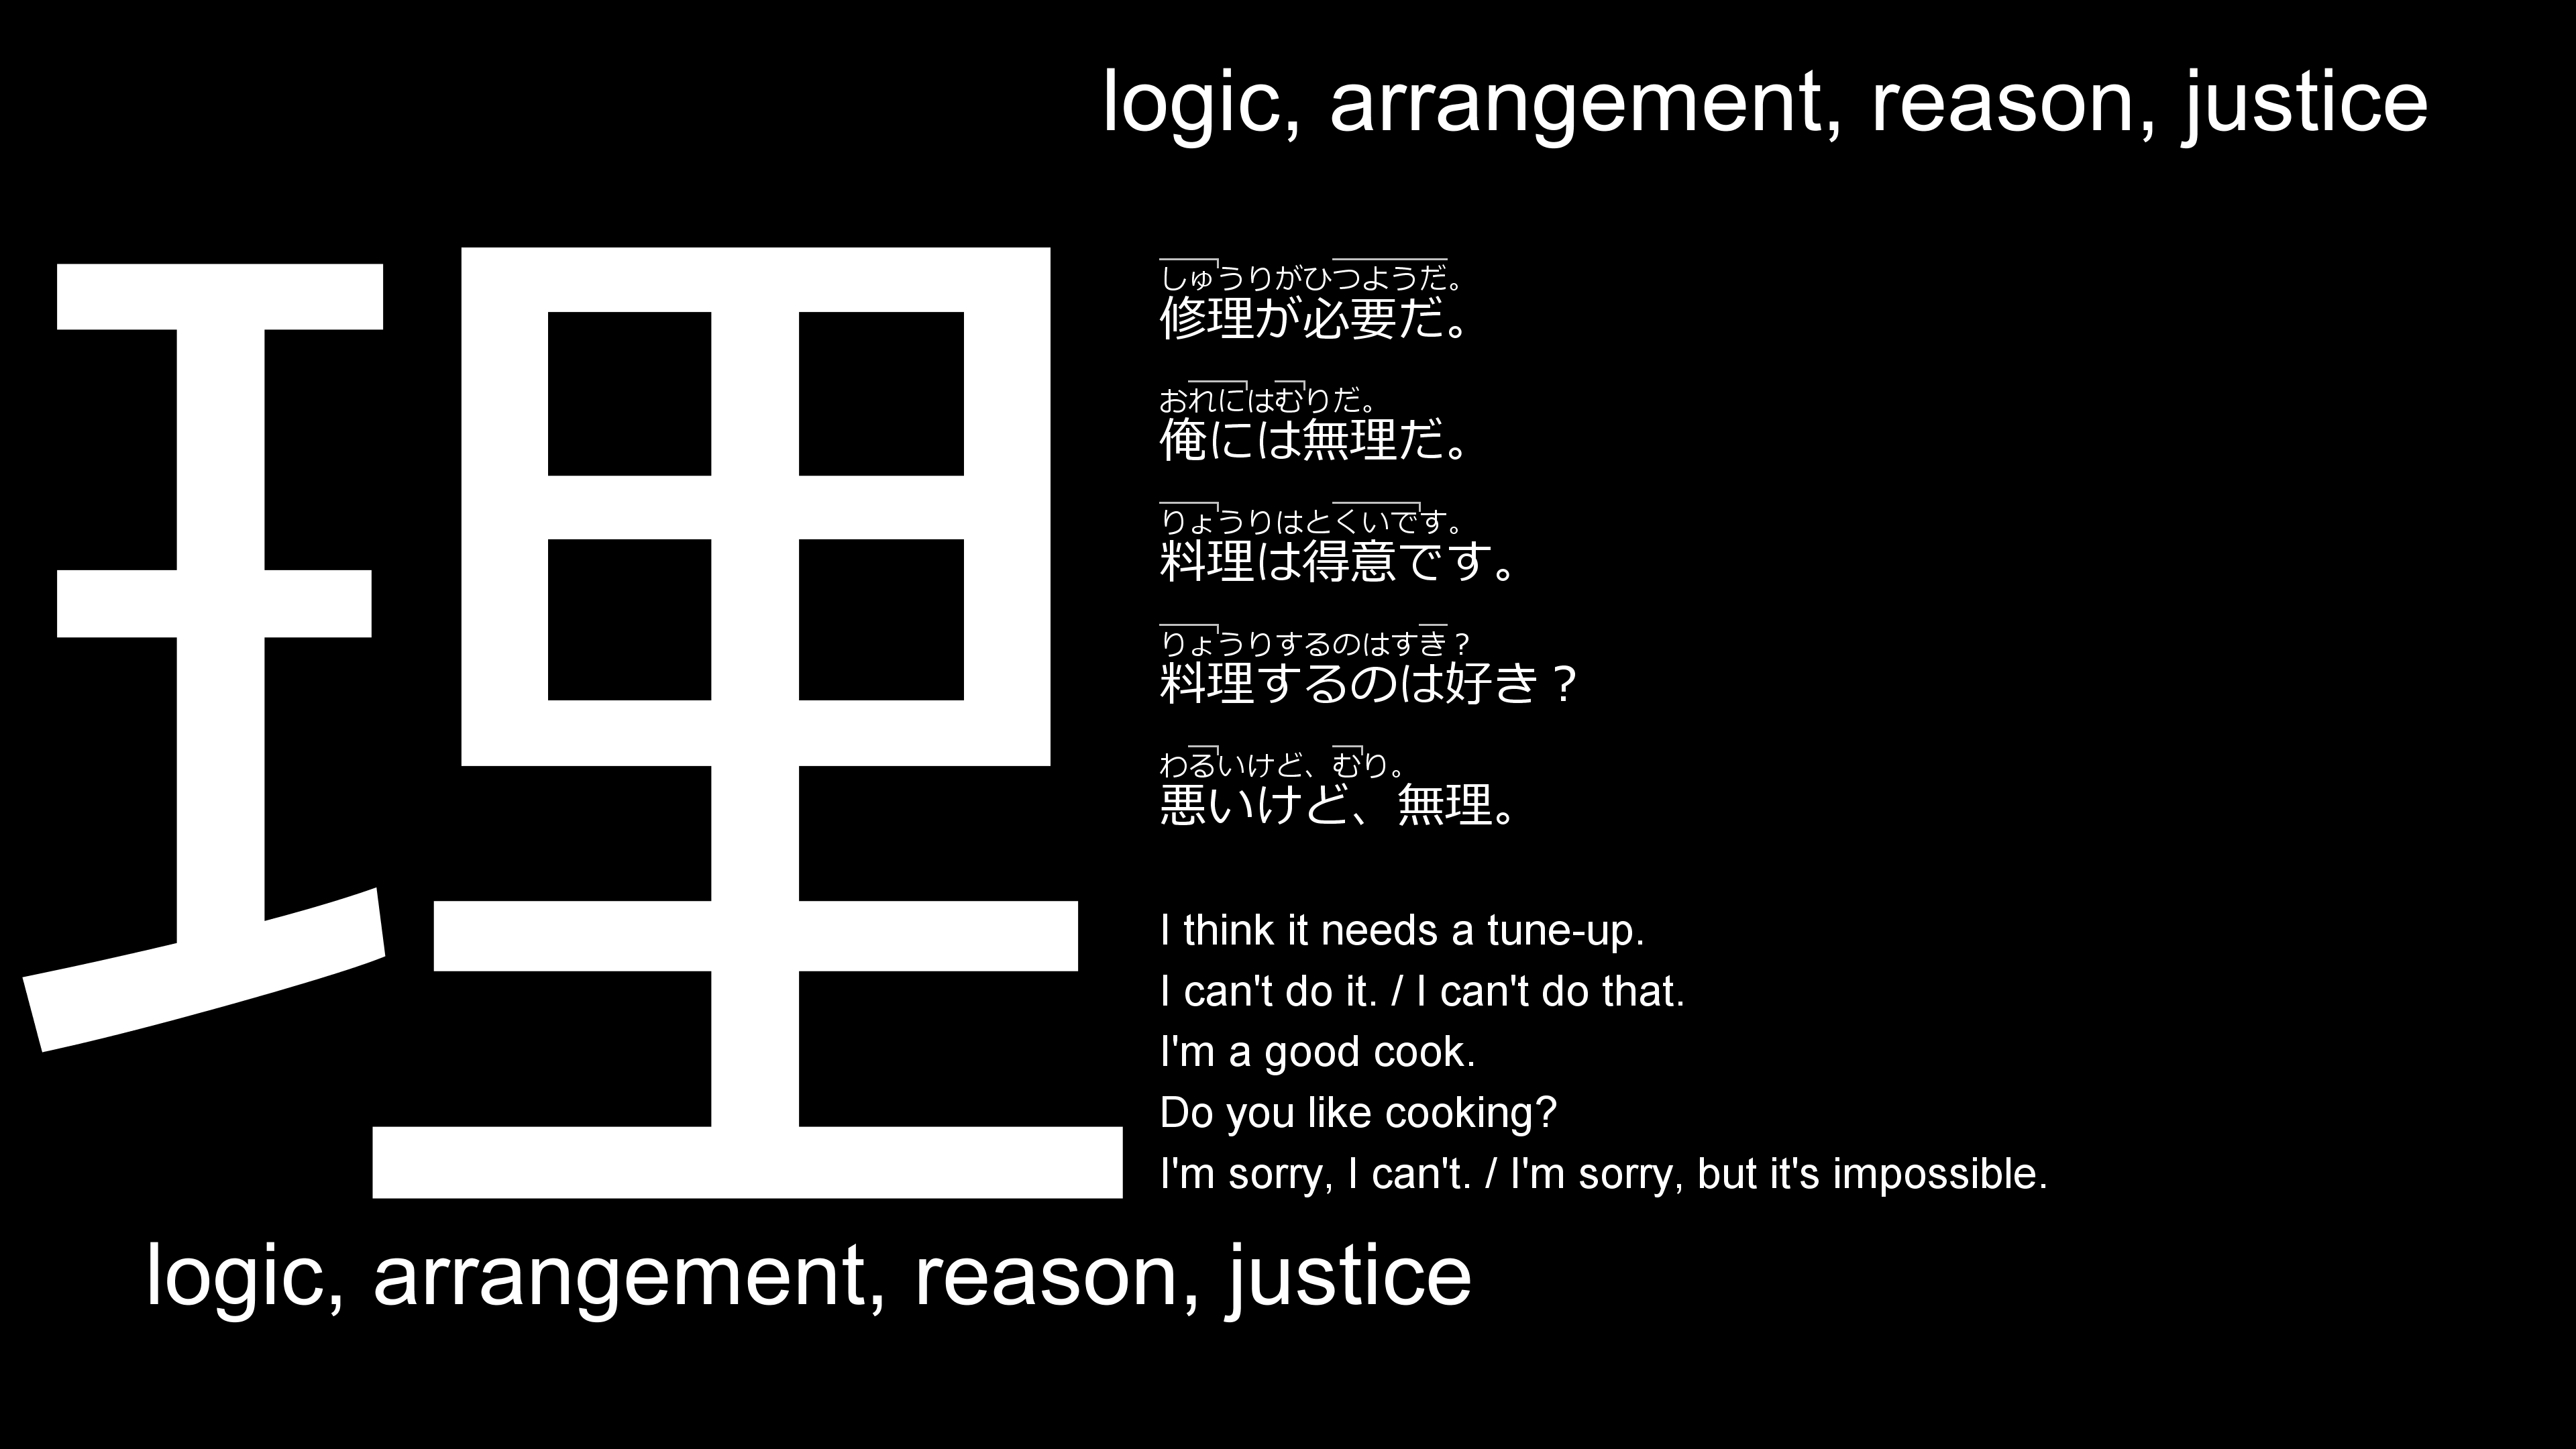 logic, arrangement, reason, justice
理
しゅうりがひつようだ。
修理が必要だ。
おれにはむりだ。
俺には無理だ。
りょうりはとくいです。
料理は得意です。
りょうりするのはすき？
料理するのは好き？
わるいけど、むり。
悪いけど、無理。
I think it needs a tune-up.
I can't do it. / I can't do that.
I'm a good cook.
Do you like cooking?
I'm sorry, I can't. / I'm sorry, but it's impossible.
logic, arrangement, reason, justice